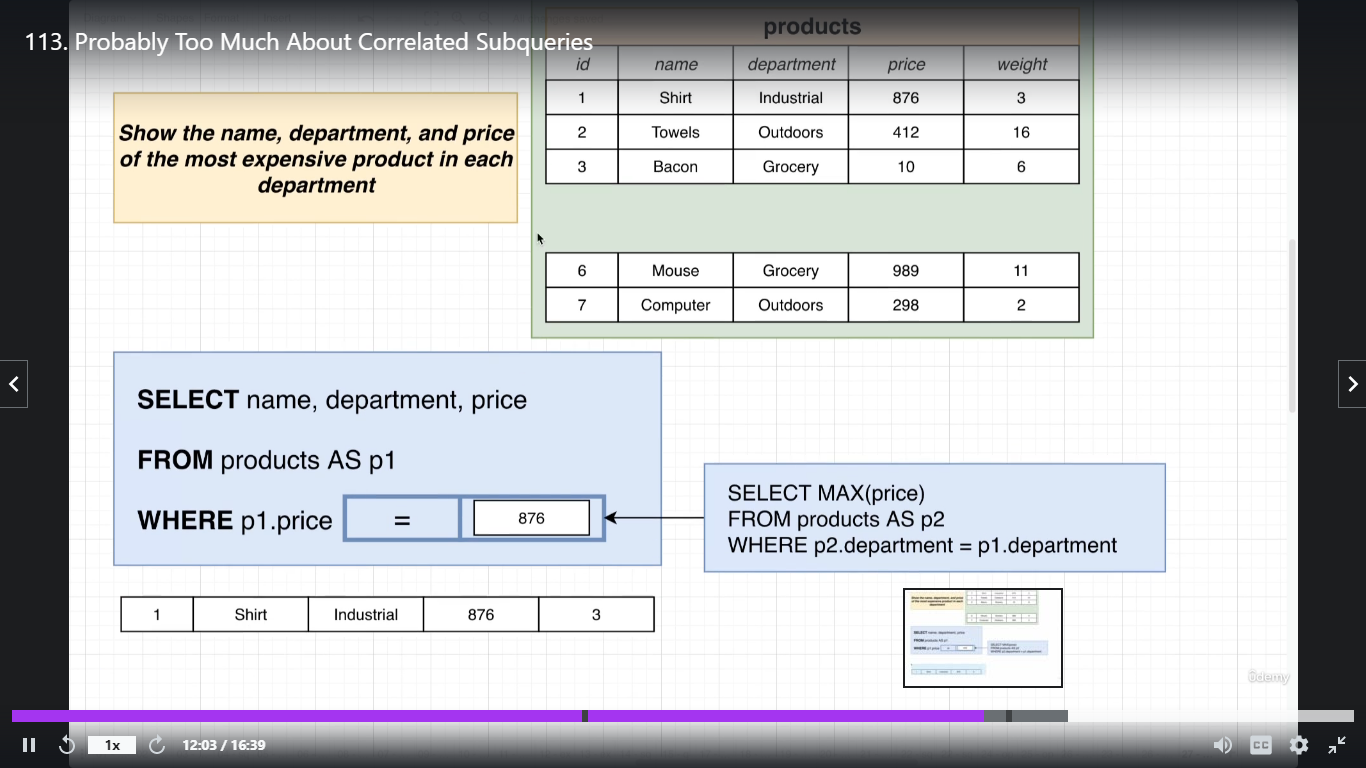 113. Probably Too Much About Correlated Subqueries
products
id name department price weight
1 Shirt Industrial 876 3
2 Towels Outdoors 412 16
3 Bacon Grocery 10 6
6 Mouse Grocery 989 11
7 Computer Outdoors 298 2
Show the name, department, and price
of the most expensive product in each
department
SELECT name, department, price
FROM products AS p1
WHERE p1.price = 876
SELECT MAX(price)
FROM products AS p2
WHERE p2.department = p1.department
1 Shirt Industrial 876 3
udemy
1x 12:03 / 16:39
CC